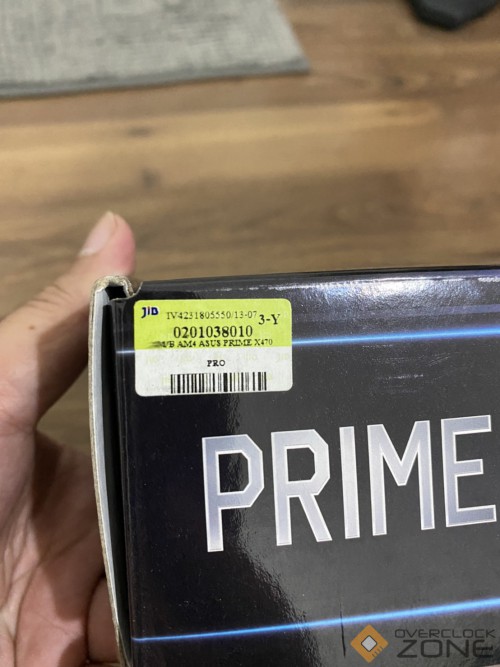 JIB IV4231805550/13-07 3-Y
0201038010
M/B AM4 ASUS PRIME X470
PRO
PRIME
OVERCLOCK
ZONE